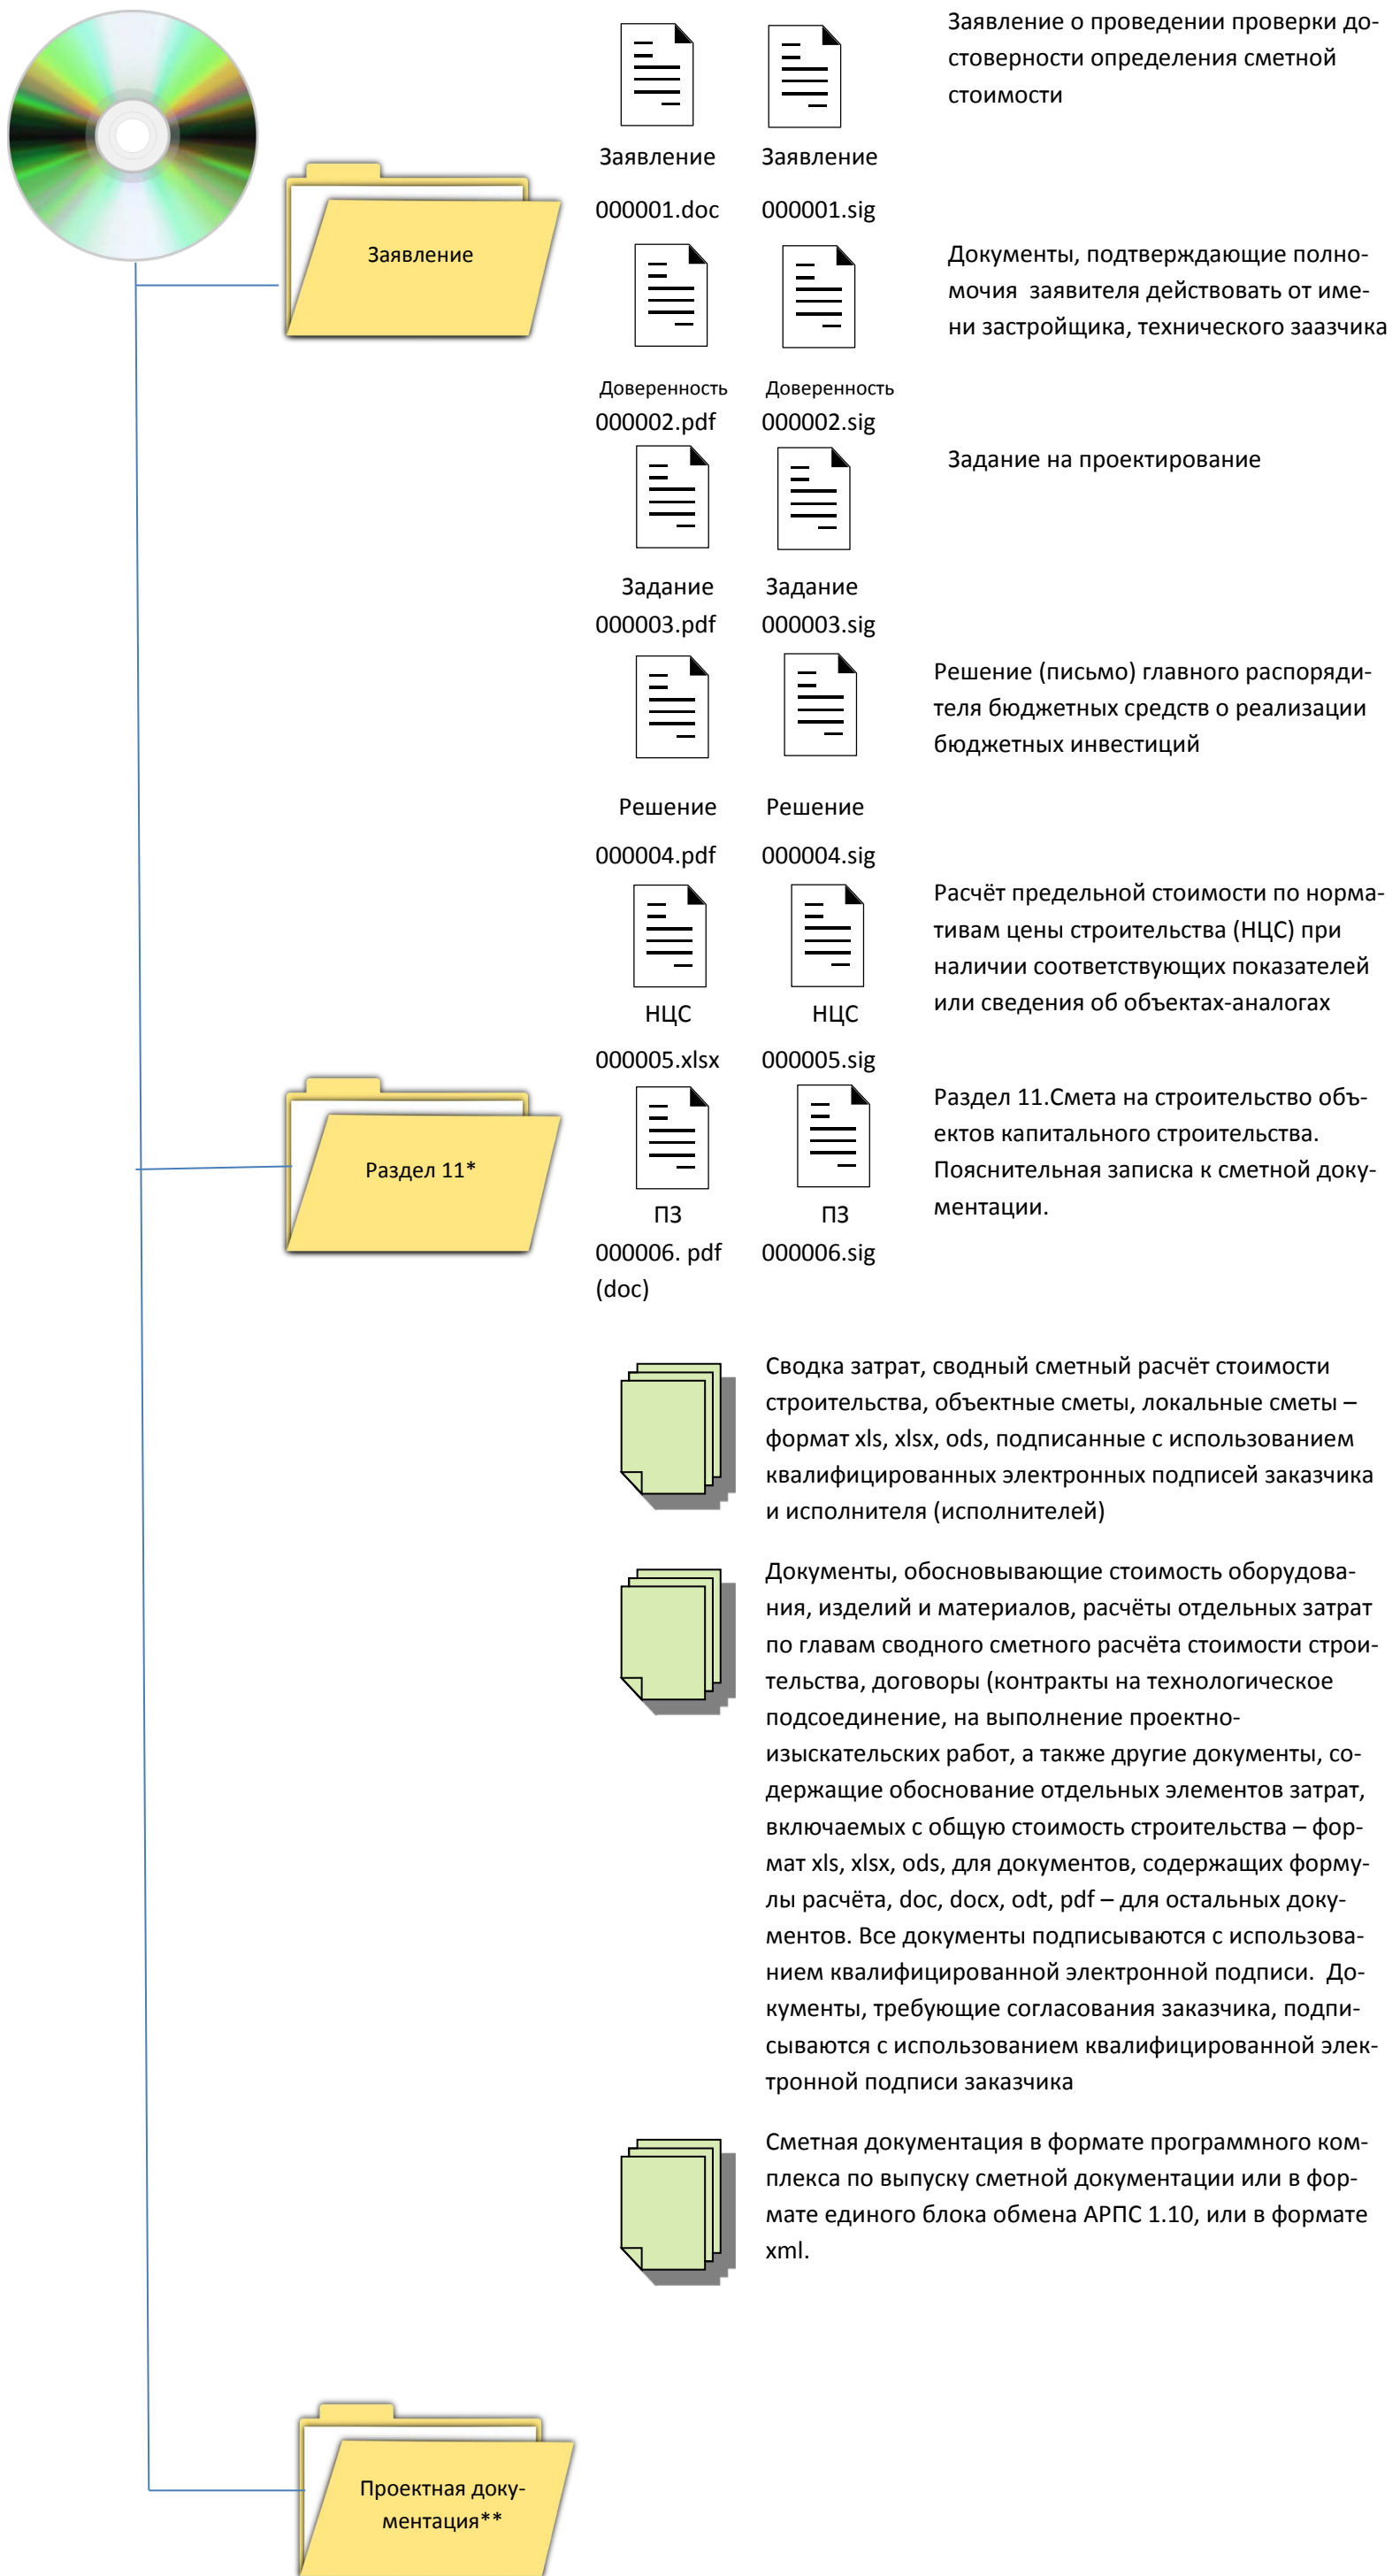 Заявление о проведении проверки до-
стоверности определения сметной
стоимости
Заявление Заявление
000001.doc 000001.sig
Заявление
Документы, подтверждающие полно-
мочия заявителя действовать от име-
ни застройщика, технического заазчика
Доверенность Доверенность
000002.pdf 000002.sig
Задание на проектирование
Задание Задание
000003.pdf 000003.sig
Решение (письмо) главного распоряди-
теля бюджетных средств о реализации
бюджетных инвестиций
Решение Решение
000004.pdf 000004.sig
Расчёт предельной стоимости по норма-
тивам цены строительства (НЦС) при
наличии соответствующих показателей
или сведения об объектах-аналогах
НЦС НЦС
000005.xlsx 000005.sig
Раздел 11*
Раздел 11.Смета на строительство объ-
ектов капитального строительства.
Пояснительная записка к сметной доку-
ментации.
ПЗ ПЗ
000006. pdf 000006.sig
(doc)
Сводка затрат, сводный сметный расчёт стоимости
строительства, объектные сметы, локальные сметы –
формат xls, xlsx, ods, подписанные с использованием
квалифицированных электронных подписей заказчика
и исполнителя (исполнителей)
Документы, обосновывающие стоимость оборудова-
ния, изделий и материалов, расчёты отдельных затрат
по главам сводного сметного расчёта стоимости строи-
тельства, договоры (контракты на технологическое
подсоединение, на выполнение проектно-
изыскательских работ, а также другие документы, со-
держащие обоснование отдельных элементов затрат,
включаемых с общую стоимость строительства – фор-
мат xls, xlsx, ods, для документов, содержащих форму-
лы расчёта, doc, docx, odt, pdf – для остальных доку-
ментов. Все документы подписываются с использова-
нием квалифицированной электронной подписи. До-
кументы, требующие согласования заказчика, подпи-
сываются с использованием квалифицированной элек-
тронной подписи заказчика
Сметная документация в формате программного ком-
плекса по выпуску сметной документации или в фор-
мате единого блока обмена АРПС 1.10, или в формате
xml.
Проектная доку-
ментация**